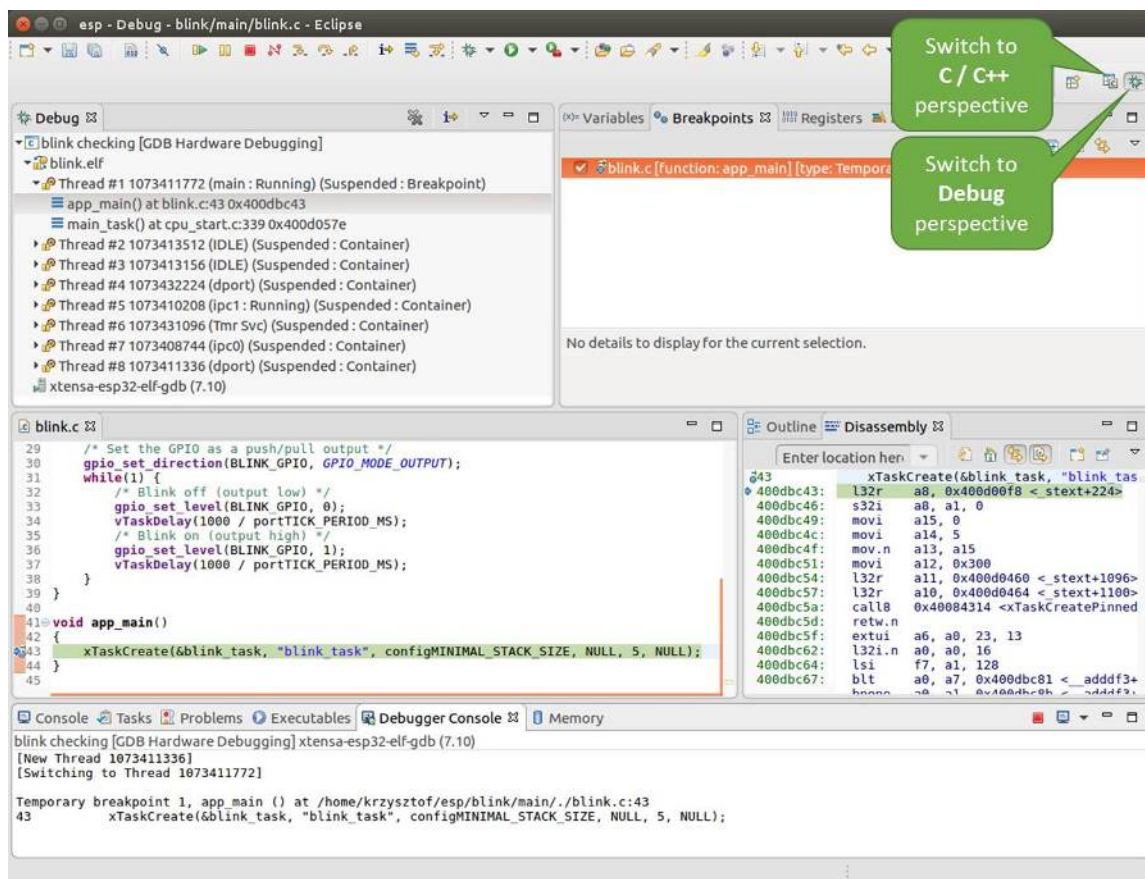 esp - Debug - blink/main/blink.c - Eclipse
Switch to
C / C++
perspective
Debug
blink checking [GDB Hardware Debugging]
blink.elf
Thread #1 1073411772 (main : Running) (Suspended : Breakpoint)
app_main() at blink.c:43 0x400dbc43
main_task() at cpu_start.c:339 0x400d057e
Thread #2 1073413512 (IDLE) (Suspended : Container)
Thread #3 1073413156 (IDLE) (Suspended : Container)
Thread #4 1073432224 (dport) (Suspended : Container)
Thread #5 1073410208 (ipc1 : Running) (Suspended : Container)
Thread #6 1073431096 (Tmr Svc) (Suspended : Container)
Thread #7 1073408744 (ipc0) (Suspended : Container)
Thread #8 1073411336 (dport) (Suspended : Container)
xtensa-esp32-elf-gdb (7.10)
(x)= Variables Breakpoints Registers
blink.c [function: app_main] [type: Tempora
Switch to
Debug
perspective
No details to display for the current selection.
blink.c
29 /* Set the GPIO as a push/pull output */
30 gpio_set_direction(BLINK_GPIO, GPIO_MODE_OUTPUT);
31 while(1) {
32 /* Blink off (output low) */
33 gpio_set_level(BLINK_GPIO, 0);
34 vTaskDelay(1000 / portTICK_PERIOD_MS);
35 /* Blink on (output high) */
36 gpio_set_level(BLINK_GPIO, 1);
37 vTaskDelay(1000 / portTICK_PERIOD_MS);
38 }
39 }
40
41 void app_main()
42 {
43 xTaskCreate(&blink_task, "blink_task", configMINIMAL_STACK_SIZE, NULL, 5, NULL);
44 }
45
Outline Disassembly
Enter location her
43 xTaskCreate(&blink_task, "blink_tas
400dbc43: l32r a8, 0x400d00f8 <_stext+224>
400dbc46: s32i a8, a1, 0
400dbc49: movi a15, 0
400dbc4c: movi a14, 5
400dbc4f: mov.n a13, a15
400dbc51: movi a12, 0x300
400dbc54: l32r a11, 0x400d0460 <_stext+1096>
400dbc57: l32r a10, 0x400d0464 <_stext+1100>
400dbc5a: call8 0x40084314 <xTaskCreatePinned
400dbc5d: retw.n
400dbc5f: extui a6, a0, 23, 13
400dbc62: l32i.n a0, a0, 16
400dbc64: lsi f7, a1, 128
400dbc67: blt a0, a7, 0x400dbc81 <__adddf3+
Console Tasks Problems Executables Debugger Console Memory
blink checking [GDB Hardware Debugging] xtensa-esp32-elf-gdb (7.10)
[New Thread 1073411336]
[Switching to Thread 1073411772]
Temporary breakpoint 1, app_main () at /home/krzysztof/esp/blink/main/./blink.c:43
43 xTaskCreate(&blink_task, "blink_task", configMINIMAL_STACK_SIZE, NULL, 5, NULL);